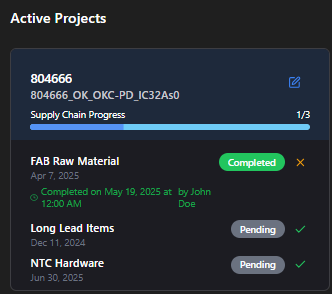 Active Projects
804666
804666_OK_OKC-PD_IC32As0
Supply Chain Progress 1/3
FAB Raw Material Completed
Apr 7, 2025
Completed on May 19, 2025 at by John
12:00 AM Doe
Long Lead Items Pending
Dec 11, 2024
NTC Hardware Pending
Jun 30, 2025